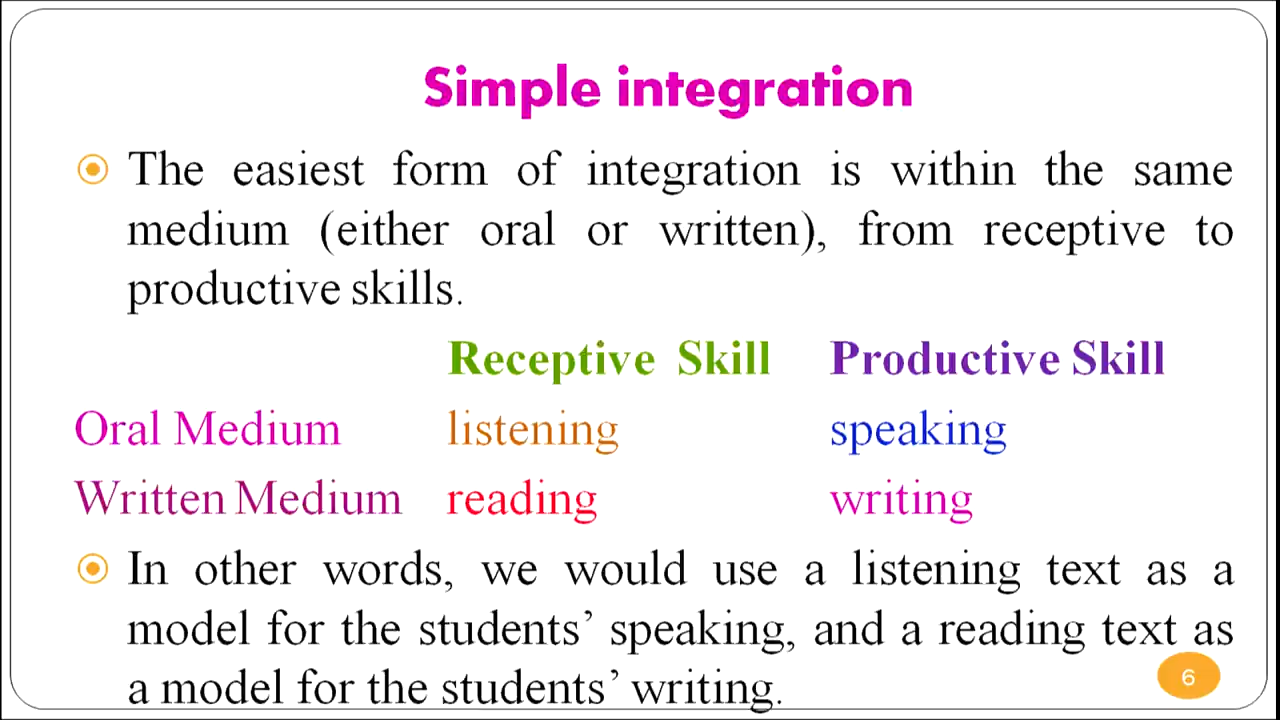 Simple integration
The easiest form of integration is within the same
medium (either oral or written), from receptive to
productive skills.
Receptive Skill Productive Skill
Oral Medium listening speaking
Written Medium reading writing
In other words, we would use a listening text as a
model for the students’ speaking, and a reading text as
a model for the students’ writing.
6